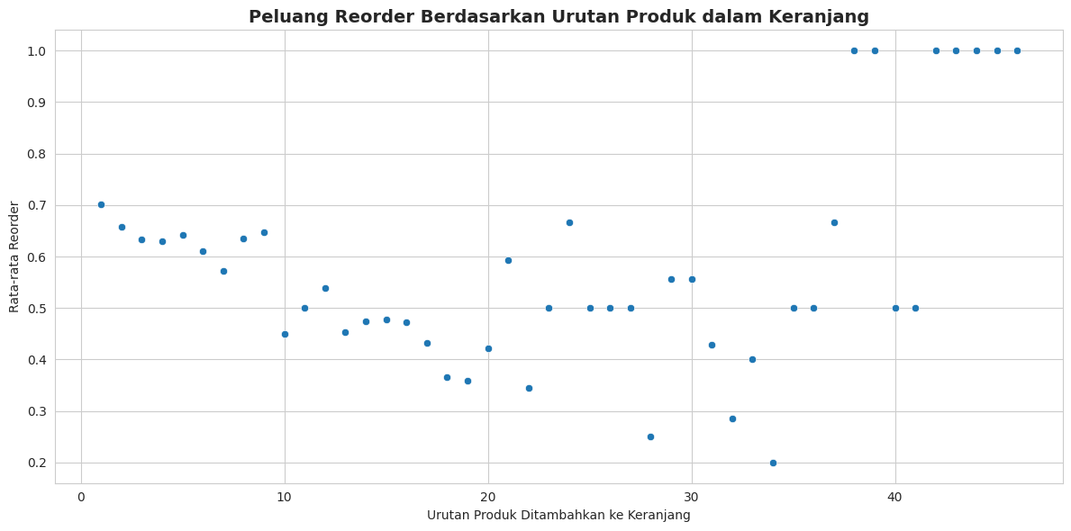 Peluang Reorder Berdasarkan Urutan Produk dalam Keranjang
1.0
0.9
0.8
0.7
0.6
0.5
0.4
0.3
0.2
Rata-rata Reorder
0 10 20 30 40
Urutan Produk Ditambahkan ke Keranjang